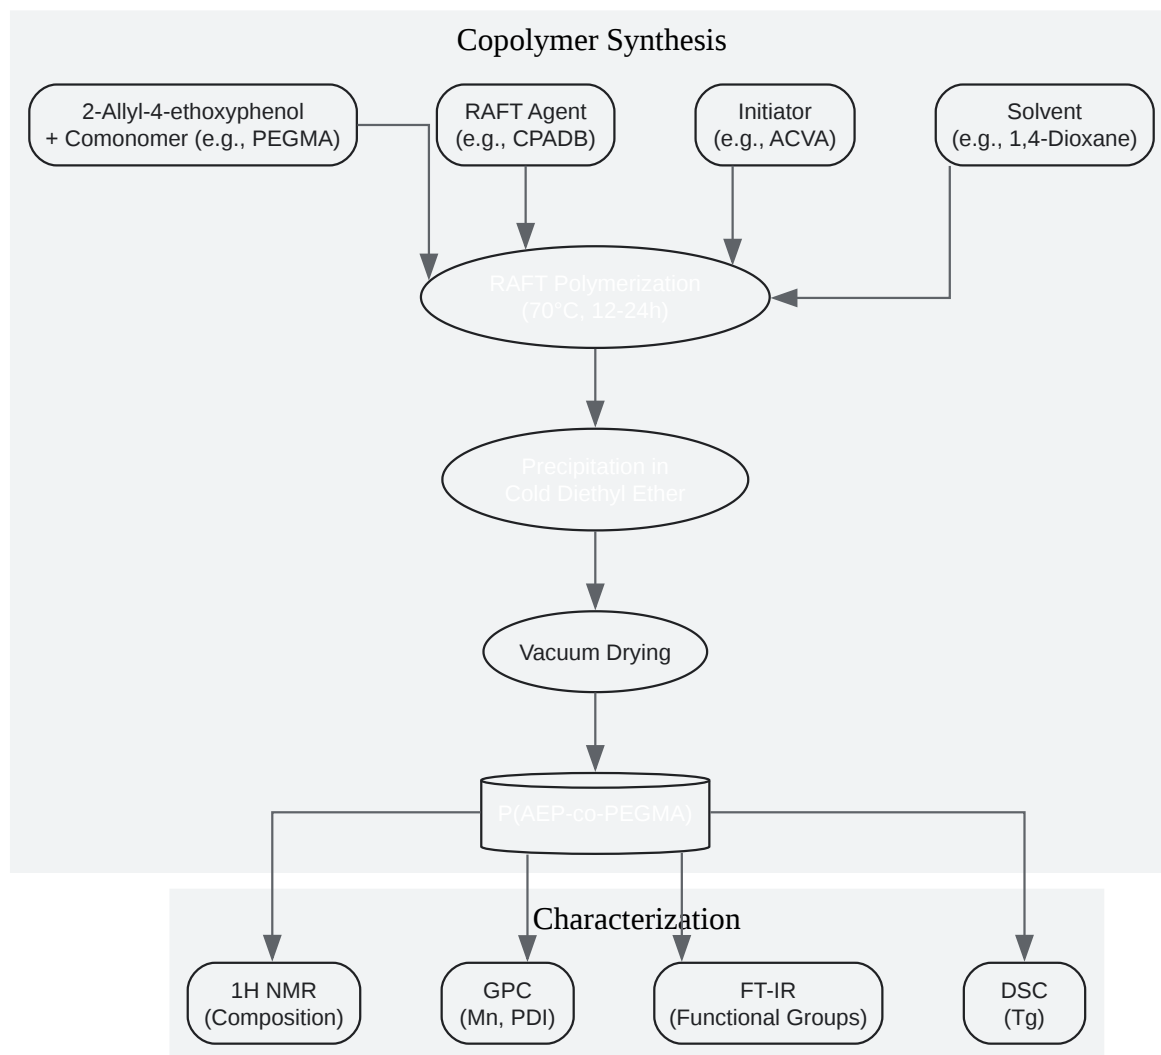 Copolymer Synthesis
2-Allyl-4-ethoxyphenol
+ Comonomer (e.g., PEGMA)
RAFT Agent
(e.g., CPADB)
Initiator
(e.g., ACVA)
Solvent
(e.g., 1,4-Dioxane)
RAFT Polymerization
(70°C, 12-24h)
Precipitation in
Cold Diethyl Ether
Vacuum Drying
P(AEP-co-PEGMA)
Characterization
1H NMR
(Composition)
GPC
(Mn, PDI)
FT-IR
(Functional Groups)
DSC
(Tg)